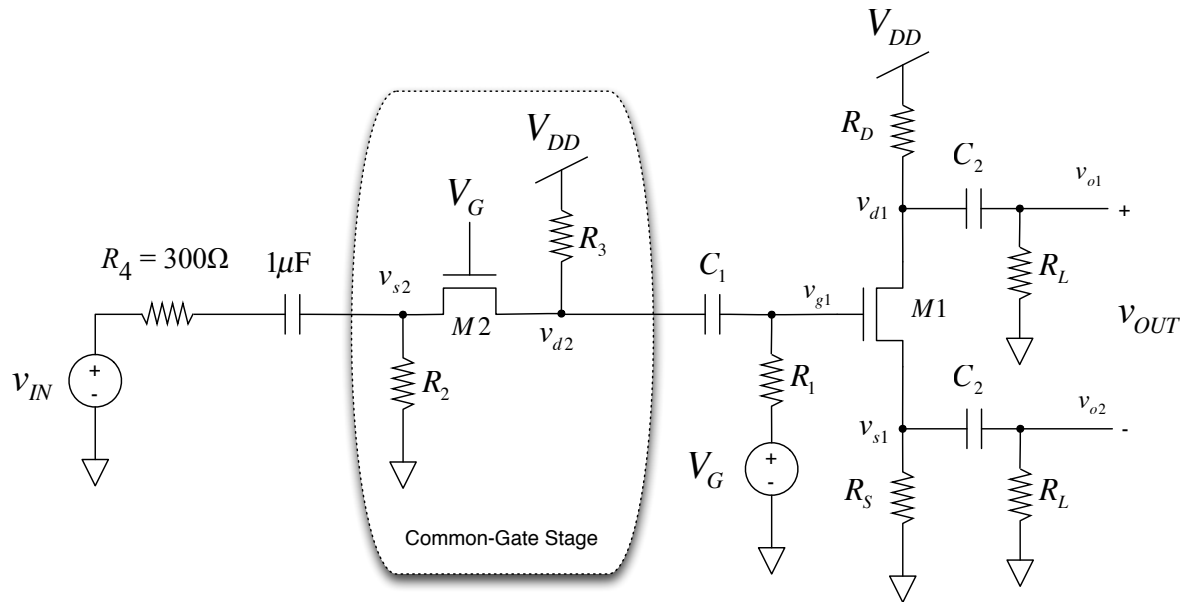 V_DD
R_D
C_2
v_o1
+
V_DD
v_d1
V_G
R_3
R_4 = 300Ω
1μF
C_1
R_L
v_s2
v_g1
M1
M2
v_d2
v_OUT
v_IN
+
-
R_2
R_1
C_2
v_o2
-
v_s1
V_G
+
-
R_S
R_L
Common-Gate Stage